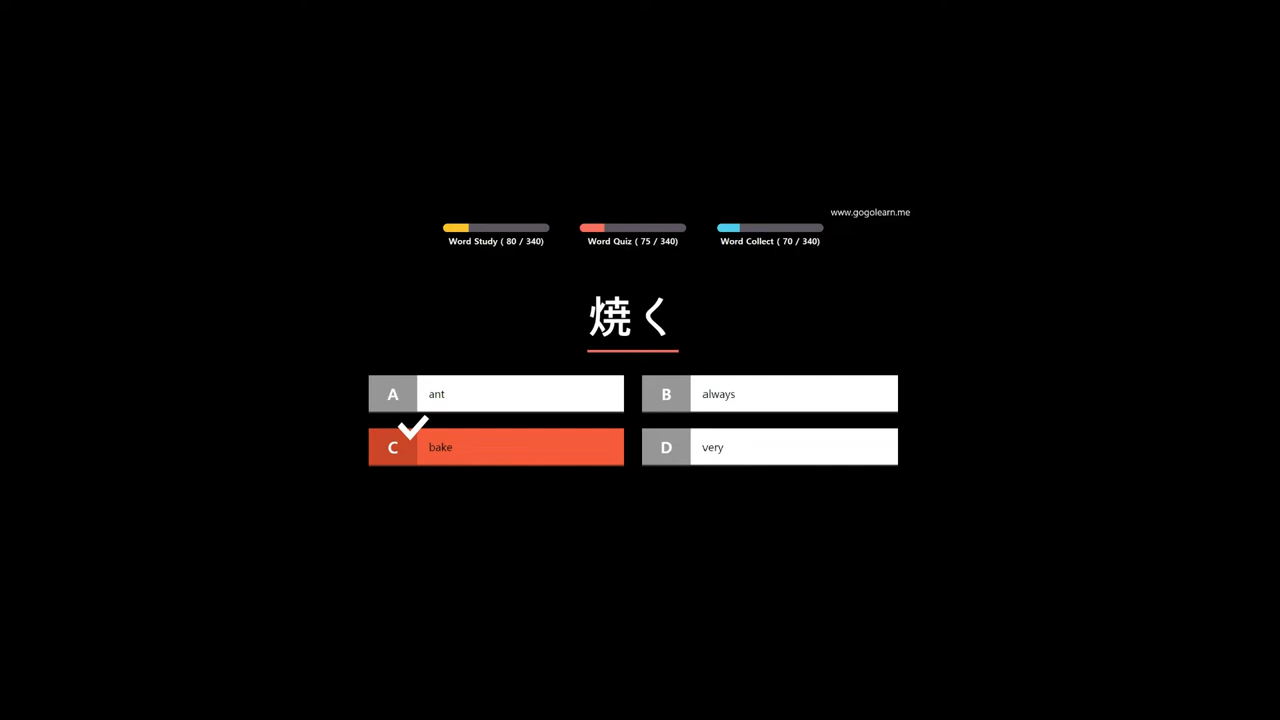 www.gogolearn.me
Word Study ( 80 / 340)
Word Quiz ( 75 / 340)
Word Collect ( 70 / 340)
焼く
A ant
B always
C bake
D very